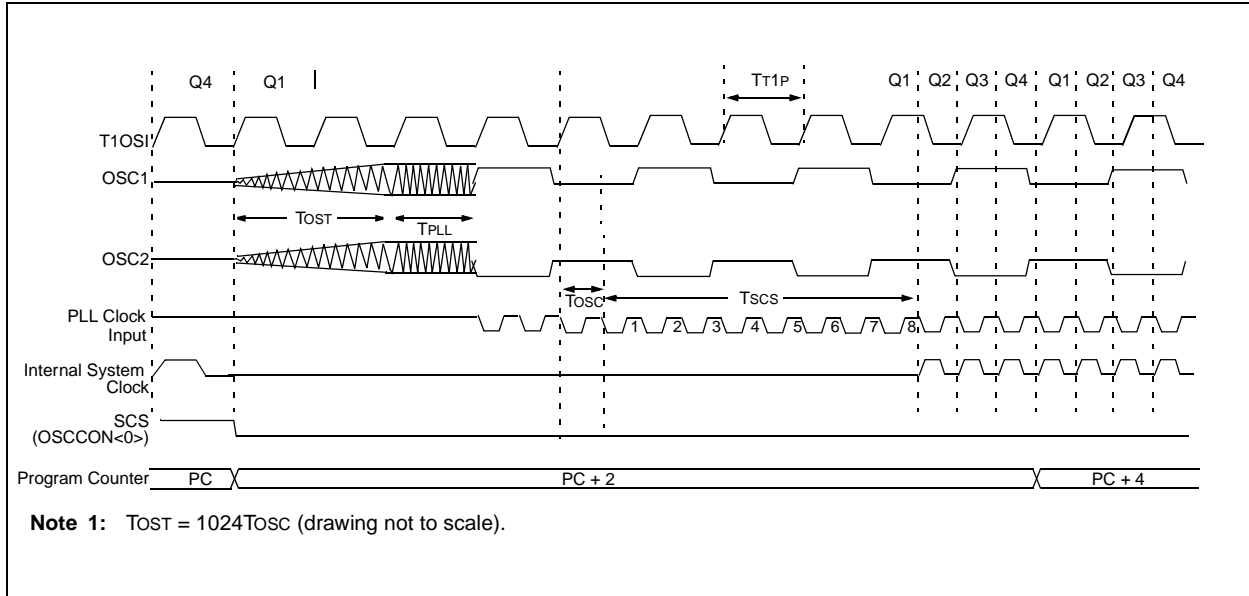 Q4 Q1 TT1P Q1 Q2 Q3 Q4 Q1 Q2 Q3 Q4
T1OSI
OSC1
TOST TPLL
OSC2
TOSC TSCS
PLL Clock
Input
1 2 3 4 5 6 7 8
Internal System
Clock
SCS
(OSCCON<0>)
Program Counter PC PC + 2 PC + 4
Note 1: TOST = 1024TOSC (drawing not to scale).